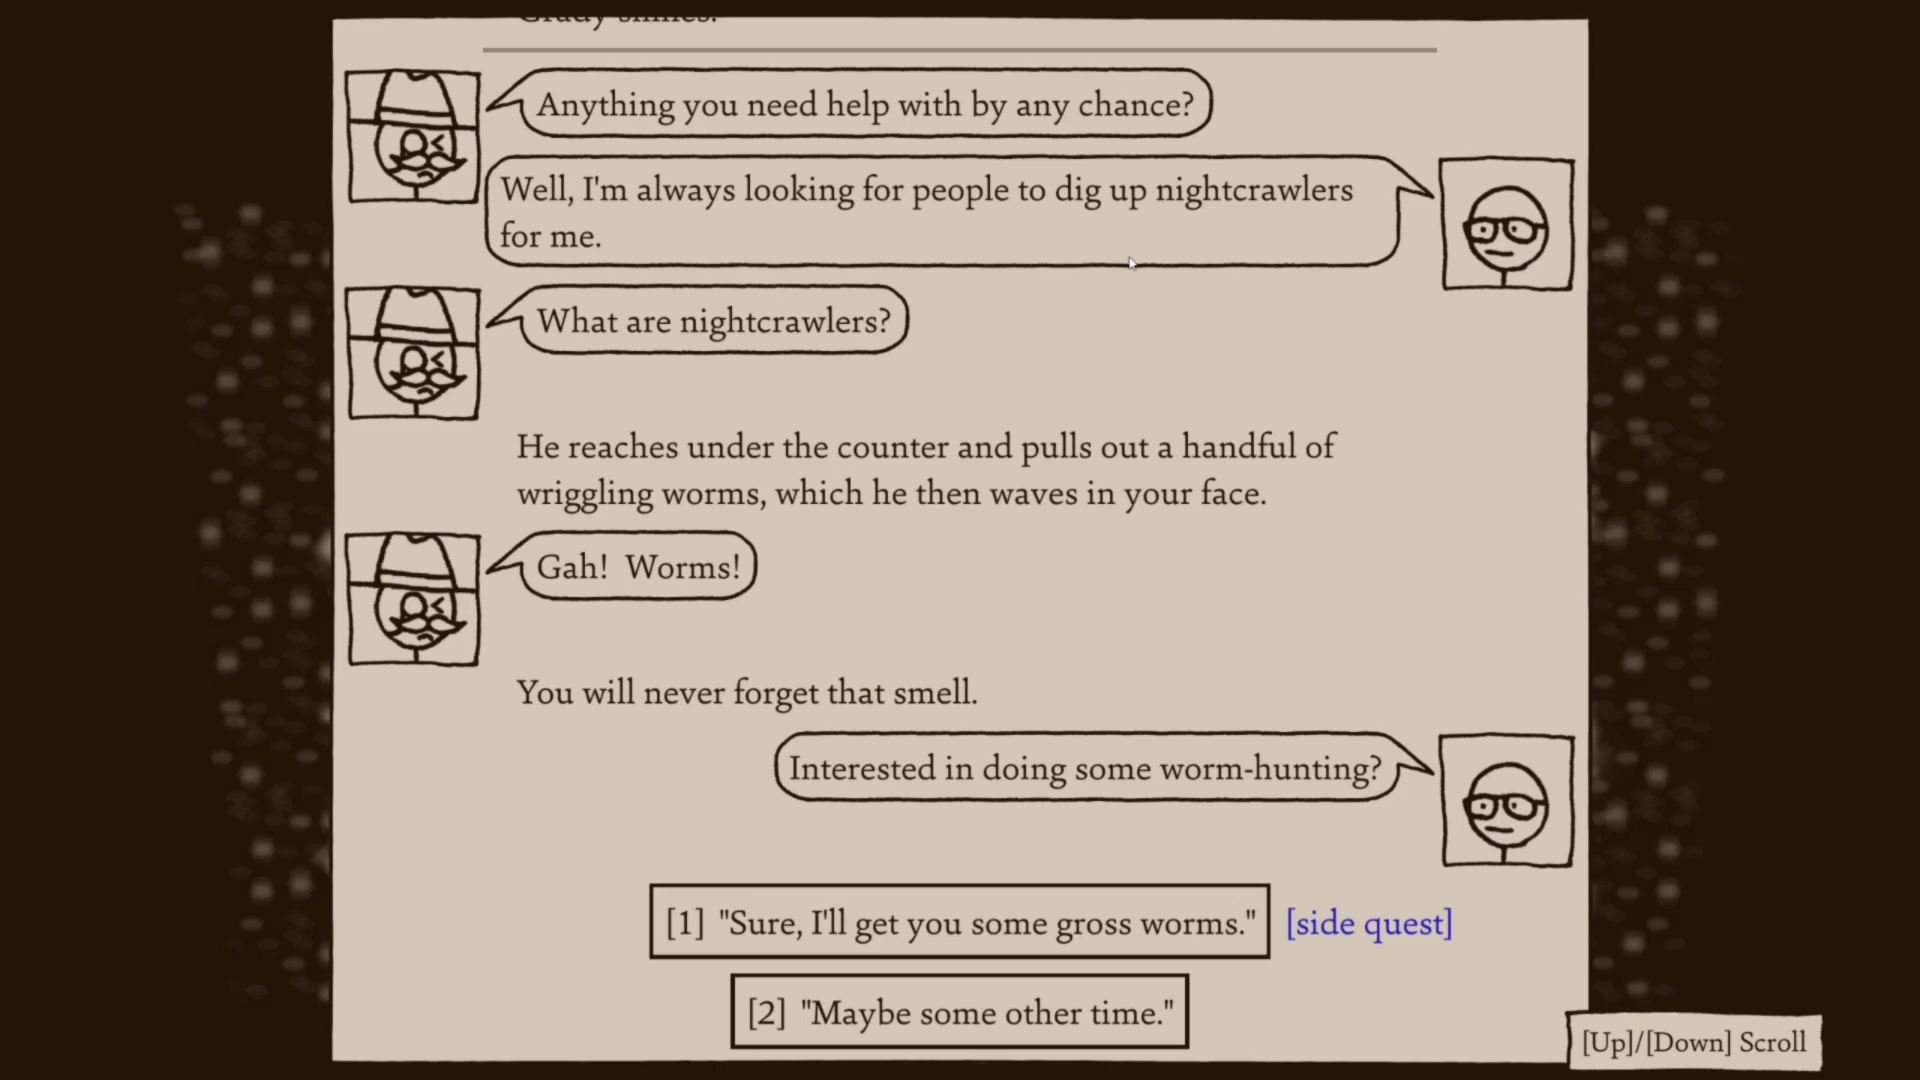 Grady smiles.
Anything you need help with by any chance?
Well, I'm always looking for people to dig up nightcrawlers
for me.
What are nightcrawlers?
He reaches under the counter and pulls out a handful of
wriggling worms, which he then waves in your face.
Gah!  Worms!
You will never forget that smell.
Interested in doing some worm-hunting?
[1] "Sure, I'll get you some gross worms." [side quest]
[2] "Maybe some other time."
[Up]/[Down] Scroll